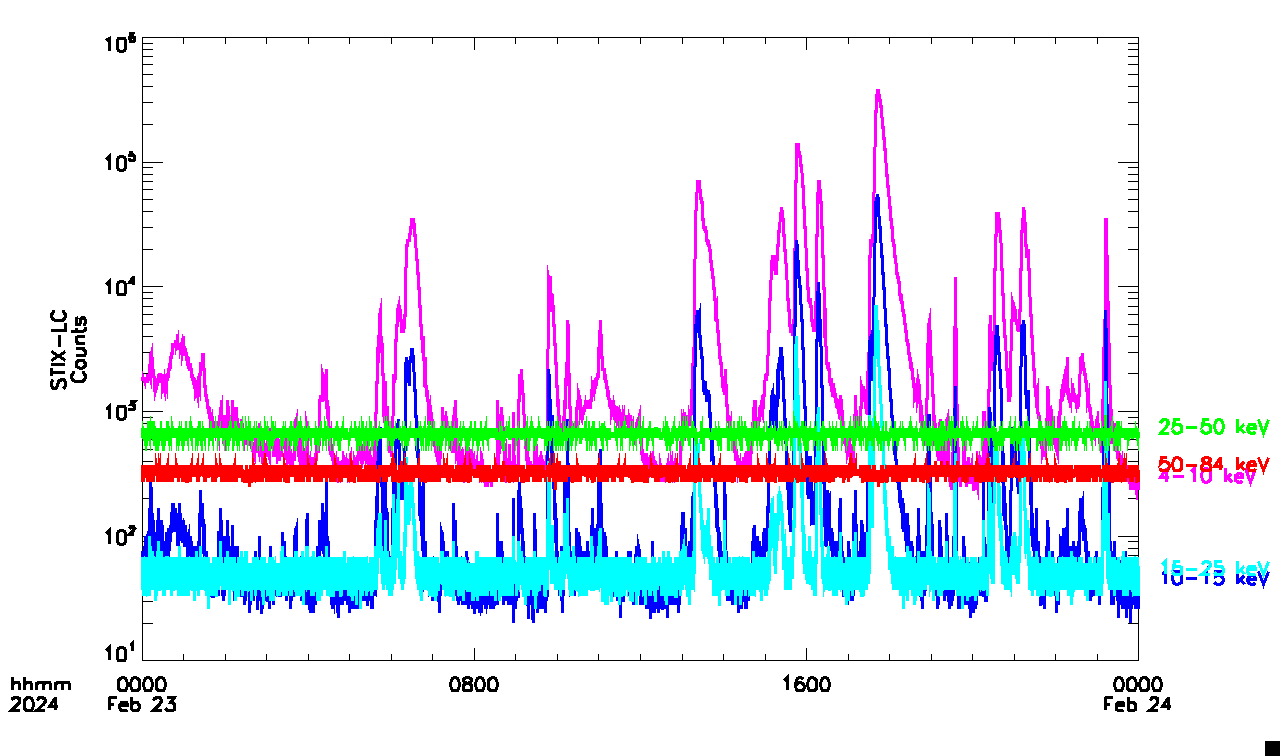 10⁶
10⁵
10⁴
10³
10²
10¹
STIX-LC
Counts
25-50 keV
50-84 keV
4-10 keV
15-25 keV
10-15 keV
hhmm 0000 0800 1600 0000
2024 Feb 23 Feb 24